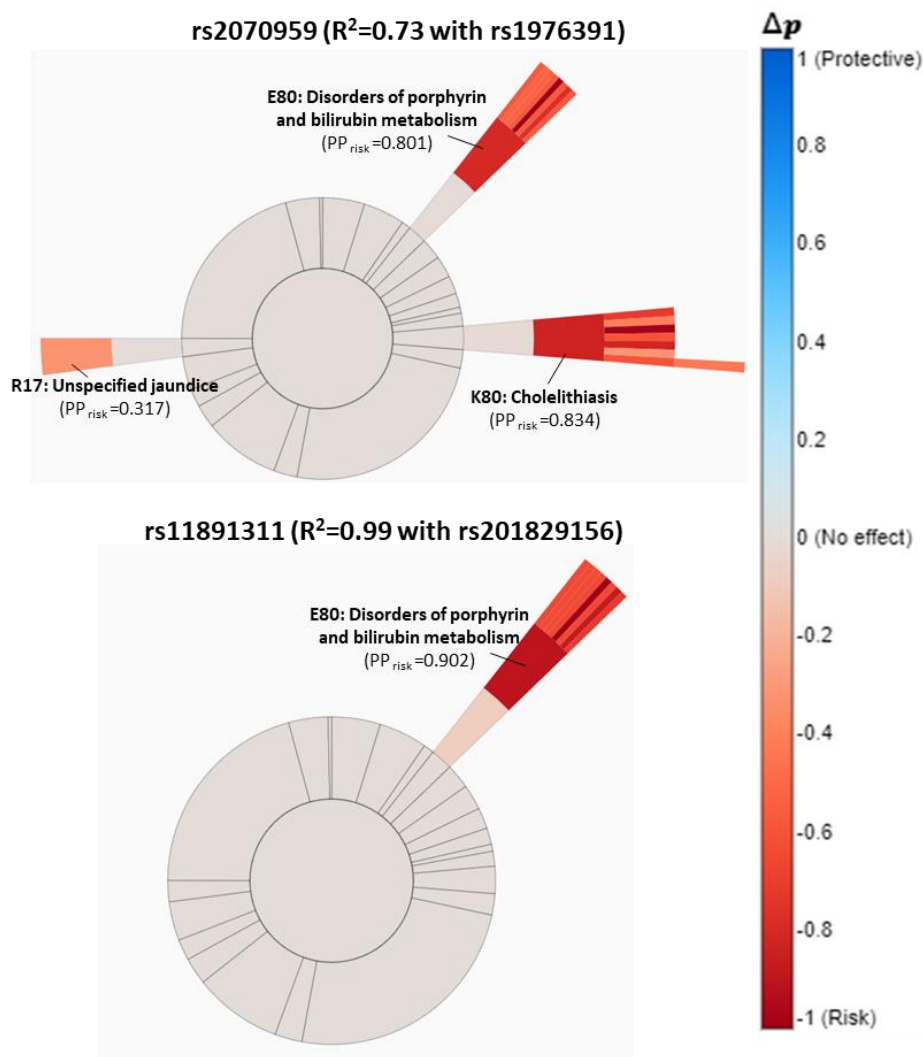 rs2070959 (R²=0.73 with rs1976391)
E80: Disorders of porphyrin
and bilirubin metabolism
(PP risk =0.801)
R17: Unspecified jaundice
(PP risk =0.317)
K80: Cholelithiasis
(PP risk =0.834)
rs11891311 (R²=0.99 with rs201829156)
E80: Disorders of porphyrin
and bilirubin metabolism
(PP risk =0.902)
Δp
1 (Protective)
0.8
0.6
0.4
0.2
0 (No effect)
-0.2
-0.4
-0.6
-0.8
-1 (Risk)